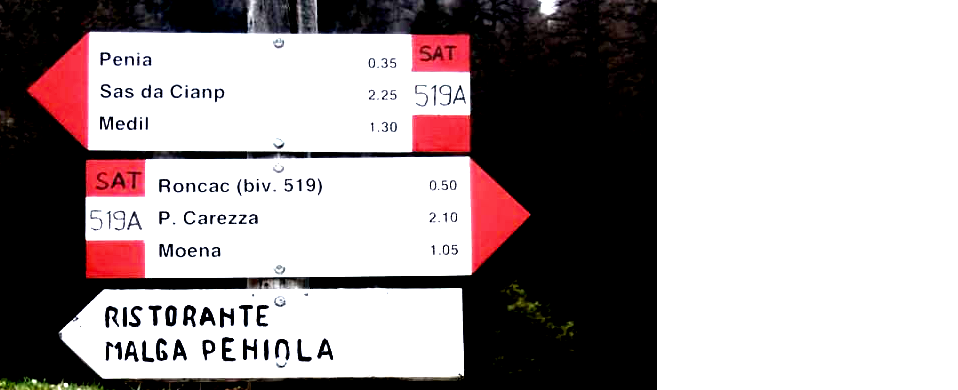 Penia 0.35 SAT
Sas da Cianp 2.25 519A
Medil 1.30
SAT Roncac (biv. 519) 0.50
519A P. Carezza 2.10
Moena 1.05
RISTORANTE
MALGA PENIOLA